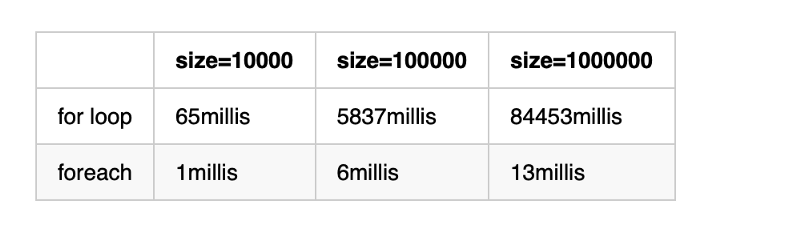 size=10000 size=100000 size=1000000
for loop 65millis 5837millis 84453millis
foreach 1millis 6millis 13millis